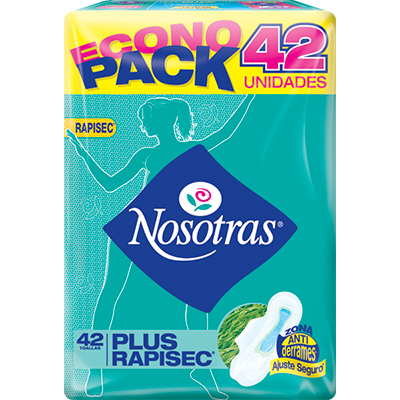 ECONO
PACK 42
UNIDADES
RAPISEC®
Nosotras®
42
TOALLAS
PLUS
RAPISEC®
ZONA
ANTI
derrames
Ajuste Seguro